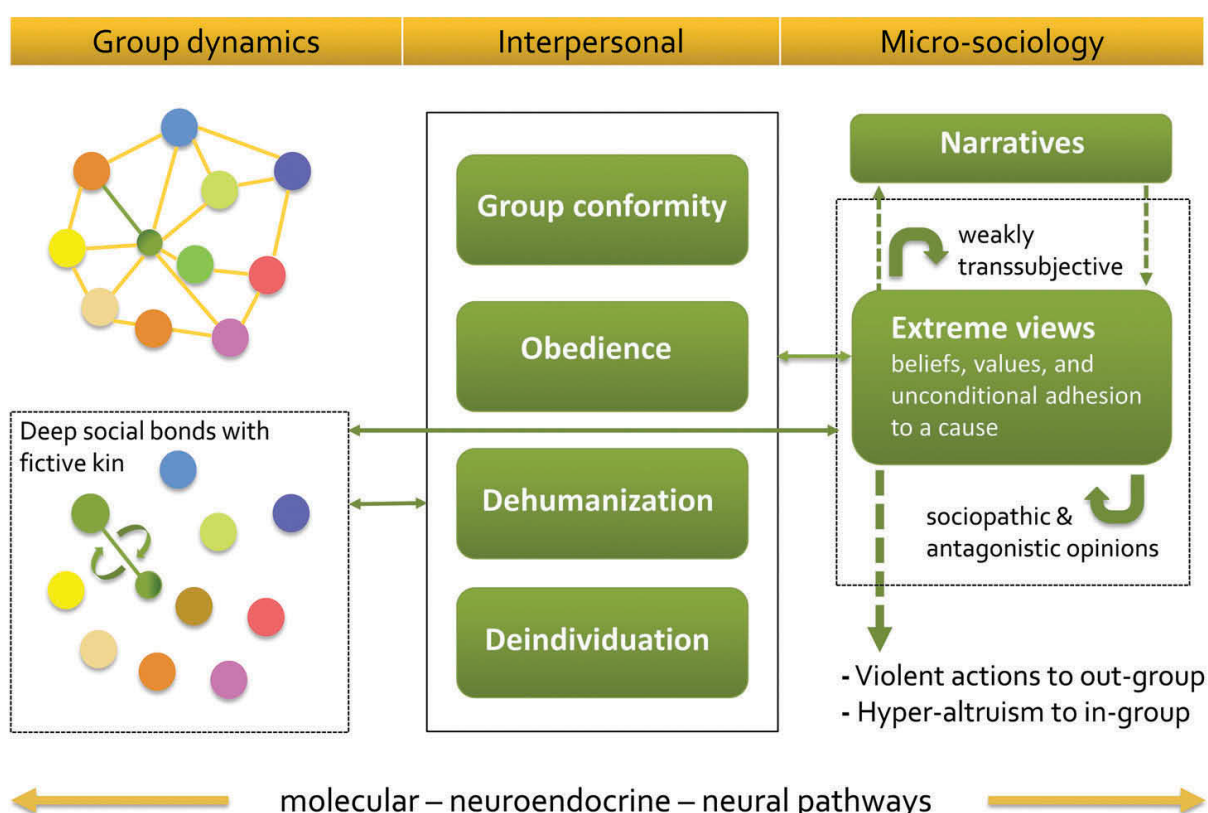 Group dynamics
Interpersonal
Micro-sociology
Deep social bonds with
fictive kin
Group conformity
Obedience
Dehumanization
Deindividuation
Narratives
weakly
transsubjective
Extreme views
beliefs, values, and
unconditional adhesion
to a cause
sociopathic &
antagonistic opinions
- Violent actions to out-group
- Hyper-altruism to in-group
molecular – neuroendocrine – neural pathways